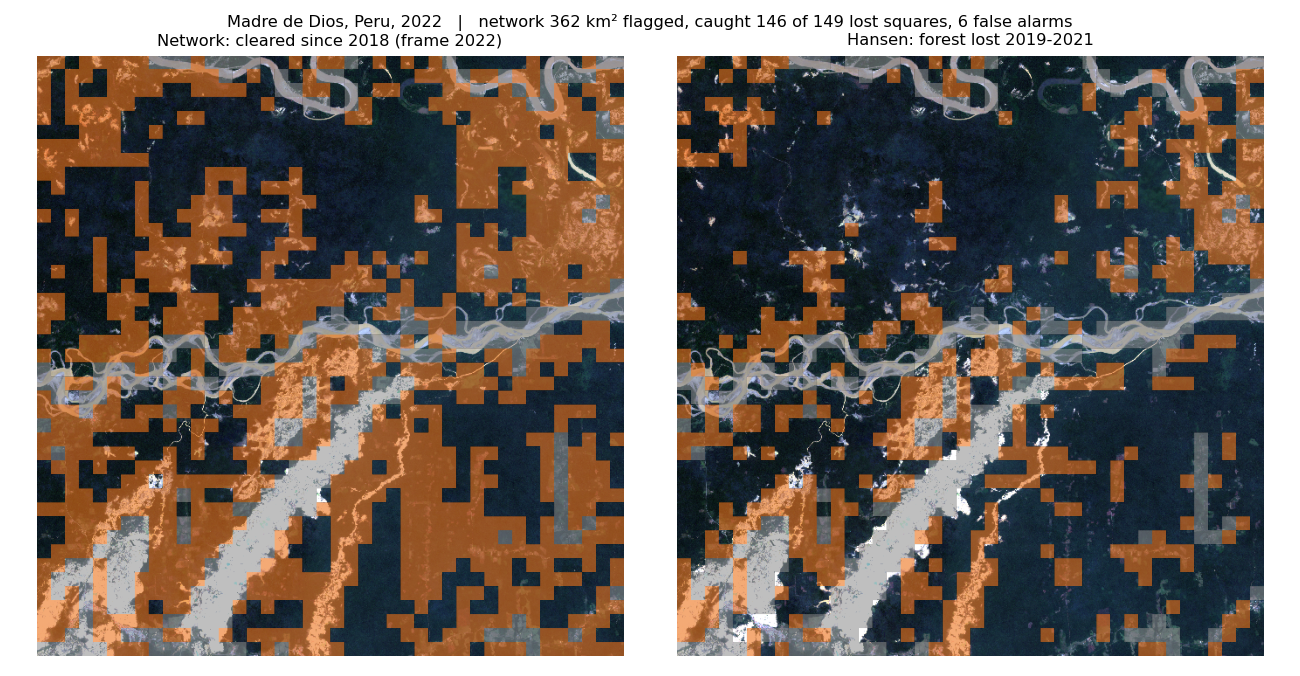 Madre de Dios, Peru, 2022 | network 362 km² flagged, caught 146 of 149 lost squares, 6 false alarms
Network: cleared since 2018 (frame 2022)
Hansen: forest lost 2019-2021